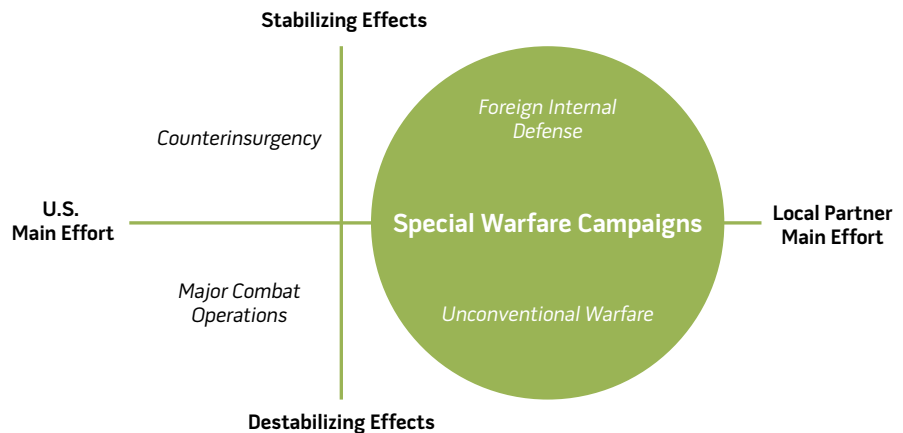 Stabilizing Effects
Foreign Internal
Defense
Counterinsurgency
U.S.
Main Effort
Special Warfare Campaigns
Local Partner
Main Effort
Major Combat
Operations
Unconventional Warfare
Destabilizing Effects